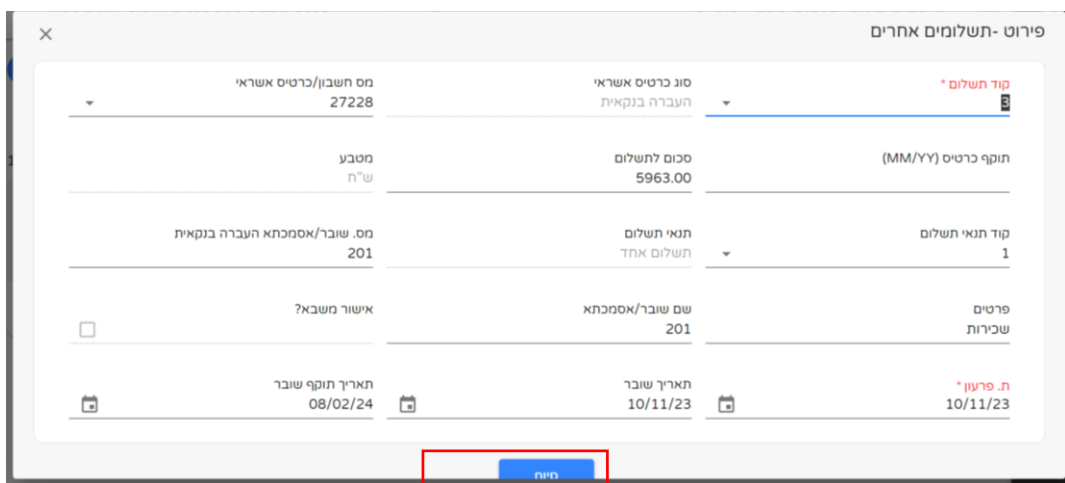 פירוט -תשלומים אחרים
קוד תשלום *
3
סוג כרטיס אשראי
העברה בנקאית
מס חשבון/כרטיס אשראי
27228
תוקף כרטיס (MM/YY)
סכום לתשלום
5963.00
מטבע
ש"ח
קוד תנאי תשלום
1
תנאי תשלום
תשלום אחד
מס. שובר/אסמכתא העברה בנקאית
201
פרטים
שכירות
שם שובר/אסמכתא
201
אישור משבא?
ת. פרעון *
10/11/23
תאריך שובר
10/11/23
תאריך תוקף שובר
08/02/24
סיום